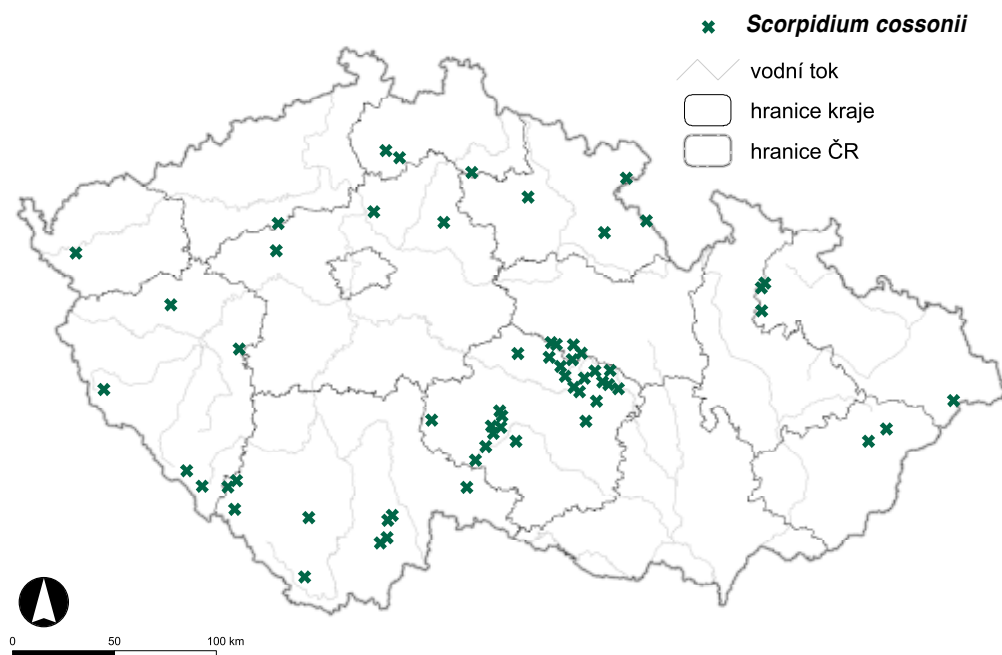 Scorpidium cossonii
vodní tok
hranice kraje
hranice ČR
0 50 100 km